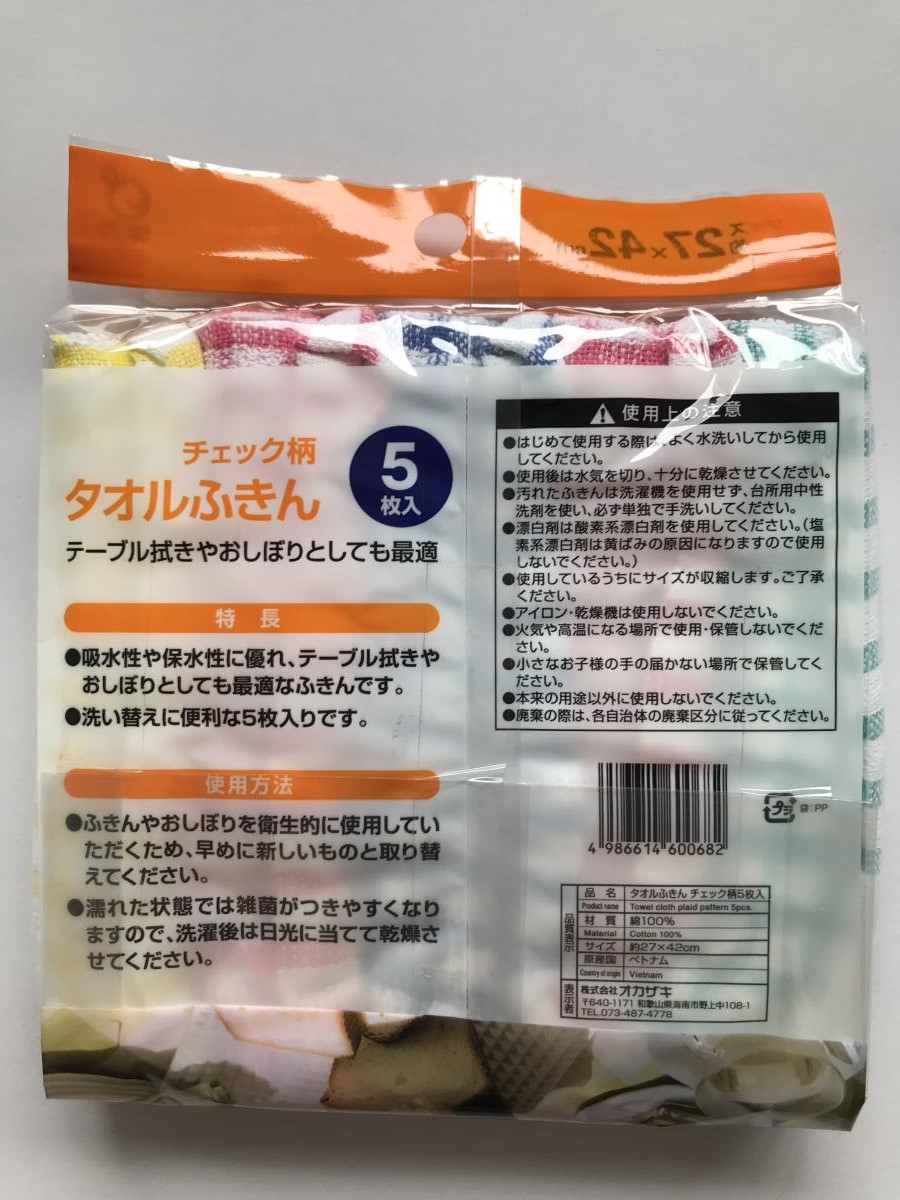 サイズ 約27×42cm
チェック柄
タオルふきん
5
枚入
テーブル拭きやおしぼりとしても最適
特 長
●吸水性や保水性に優れ、テーブル拭きや
おしぼりとしても最適なふきんです。
●洗い替えに便利な5枚入りです。
使用方法
●ふきんやおしぼりを衛生的に使用してい
ただくため、早めに新しいものと取り替
えてください。
●濡れた状態では雑菌がつきやすくなり
ますので、洗濯後は日光に当てて乾燥さ
せてください。
使用上の注意
●はじめて使用する際は、よく水洗いしてから使用
してください。
●使用後は水気を切り、十分に乾燥させてください。
●汚れたふきんは洗濯機を使用せず、台所用中性
洗剤を使い、必ず単独で手洗いしてください。
●漂白剤は酸素系漂白剤を使用してください。(塩
素系漂白剤は黄ばみの原因になりますので使用
しないでください。)
●使用しているうちにサイズが収縮します。ご了承
ください。
●アイロン・乾燥機は使用しないでください。
●火気や高温になる場所で使用・保管しないでくだ
さい。
●小さなお子様の手の届かない場所で保管してく
ださい。
●本来の用途以外に使用しないでください。
●廃棄の際は、各自治体の廃棄区分に従ってください。
4 986614 600682
プラ 袋:PP
品質表示
品 名 タオルふきん チェック柄5枚入
Product name Towel cloth plaid pattern 5pcs.
材 質 綿100%
Material Cotton 100%
サイズ 約27×42cm
原産国 ベトナム
Country of origin Vietnam
表示者
株式会社オカザキ
〒640-1171 和歌山県海南市野上中108-1
TEL.073-487-4778